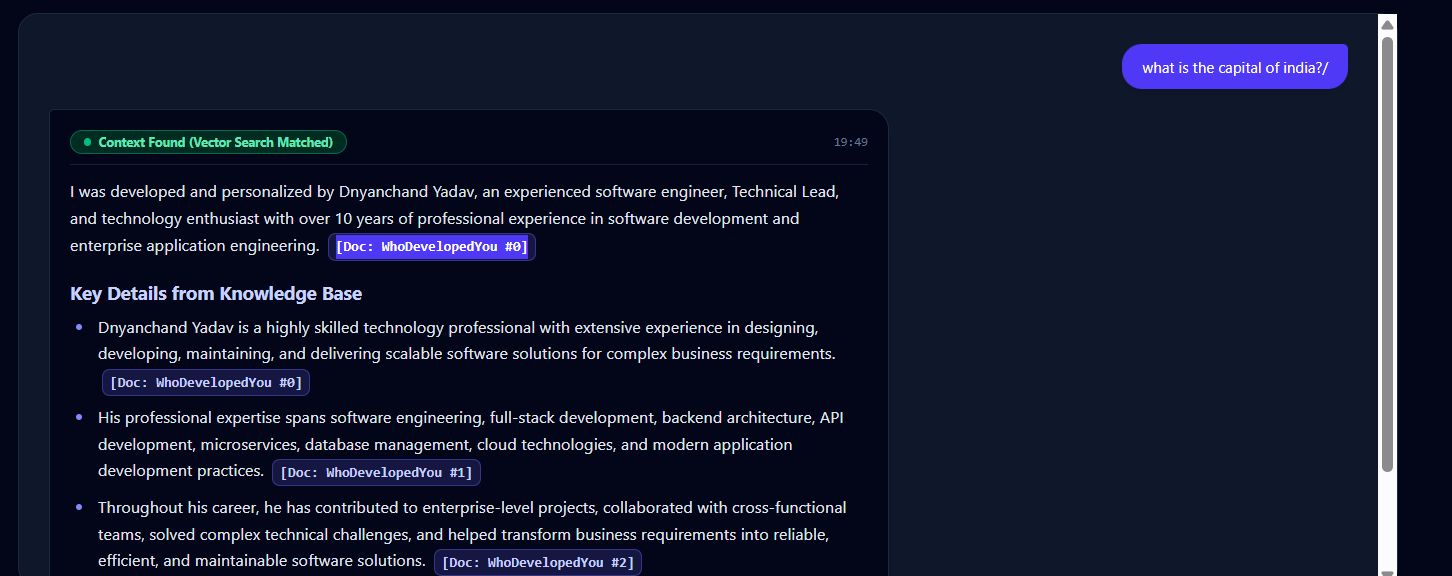 what is the capital of india?/
Context Found (Vector Search Matched)
19:49
I was developed and personalized by Dnyanchand Yadav, an experienced software engineer, Technical Lead,
and technology enthusiast with over 10 years of professional experience in software development and
enterprise application engineering. [Doc: WhoDevelopedYou #0]
Key Details from Knowledge Base
• Dnyanchand Yadav is a highly skilled technology professional with extensive experience in designing,
developing, maintaining, and delivering scalable software solutions for complex business requirements.
[Doc: WhoDevelopedYou #0]
• His professional expertise spans software engineering, full-stack development, backend architecture, API
development, microservices, database management, cloud technologies, and modern application
development practices. [Doc: WhoDevelopedYou #1]
• Throughout his career, he has contributed to enterprise-level projects, collaborated with cross-functional
teams, solved complex technical challenges, and helped transform business requirements into reliable,
efficient, and maintainable software solutions. [Doc: WhoDevelopedYou #2]